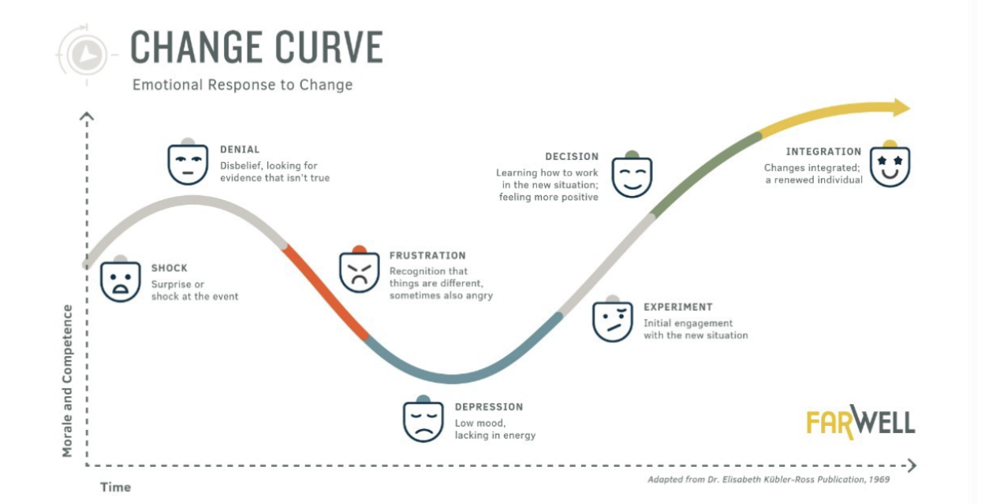 CHANGE CURVE
Emotional Response to Change
DENIAL
Disbelief, looking for
evidence that isn't true
SHOCK
Surprise or
shock at the event
FRUSTRATION
Recognition that
things are different,
sometimes also angry
DEPRESSION
Low mood,
lacking in energy
EXPERIMENT
Initial engagement
with the new situation
DECISION
Learning how to work
in the new situation;
feeling more positive
INTEGRATION
Changes integrated;
a renewed individual
Morale and Competence
Time
FARWELL
Adapted from Dr. Elisabeth Kübler-Ross Publication, 1969